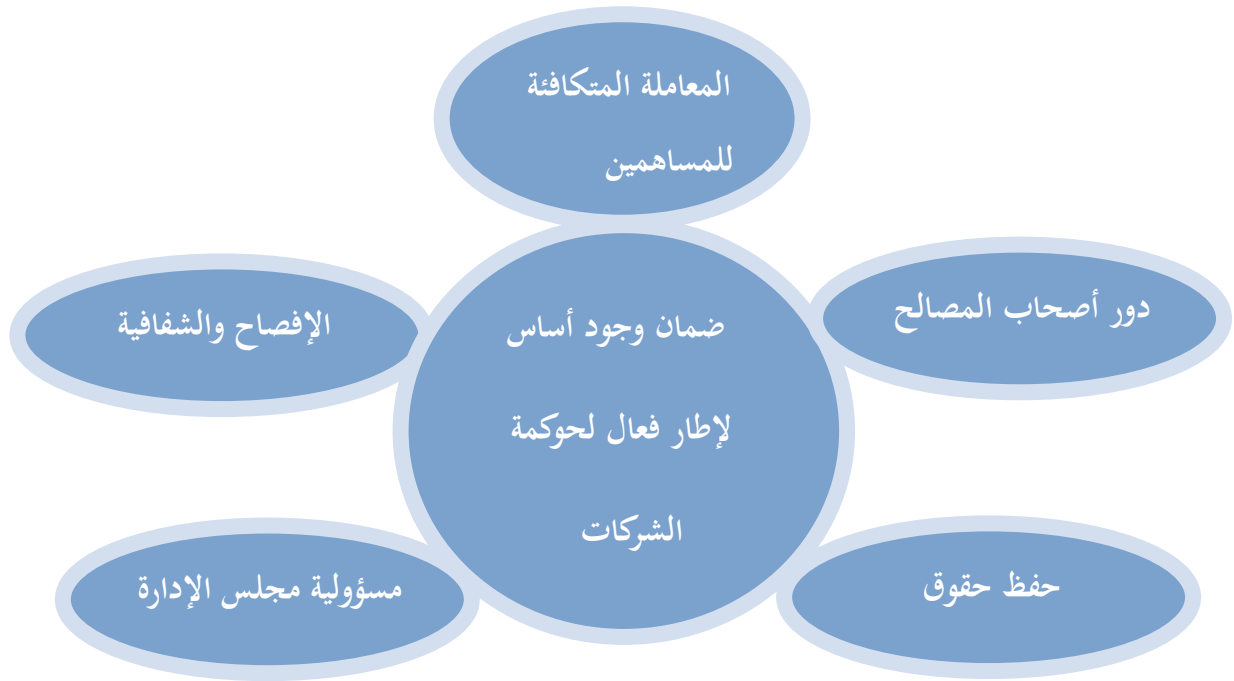 المعاملة المتكافئة
للمساهمين
دور أصحاب المصالح
الإفصاح والشفافية
ضمان وجود أساس
لإطار فعال لحوكمة
الشركات
حفظ حقوق
مسؤولية مجلس الإدارة